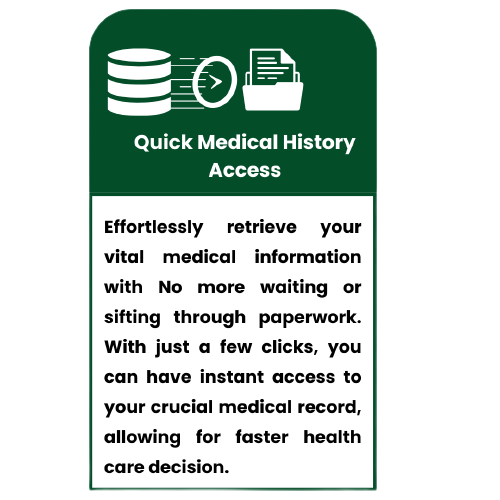 Quick Medical History
Access
Effortlessly retrieve your
vital medical information
with No more waiting or
sifting through paperwork.
With just a few clicks, you
can have instant access to
your crucial medical record,
allowing for faster health
care decision.